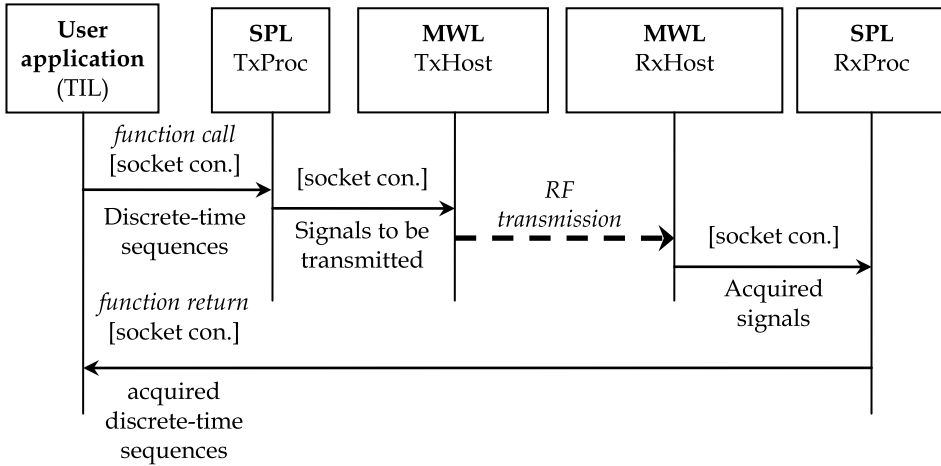 User
application
(TIL)
SPL
TxProc
MWL
TxHost
MWL
RxHost
SPL
RxProc
function call
[socket con.]
Discrete-time
sequences
[socket con.]
Signals to be
transmitted
RF
transmission
[socket con.]
Acquired
signals
function return
[socket con.]
acquired
discrete-time
sequences